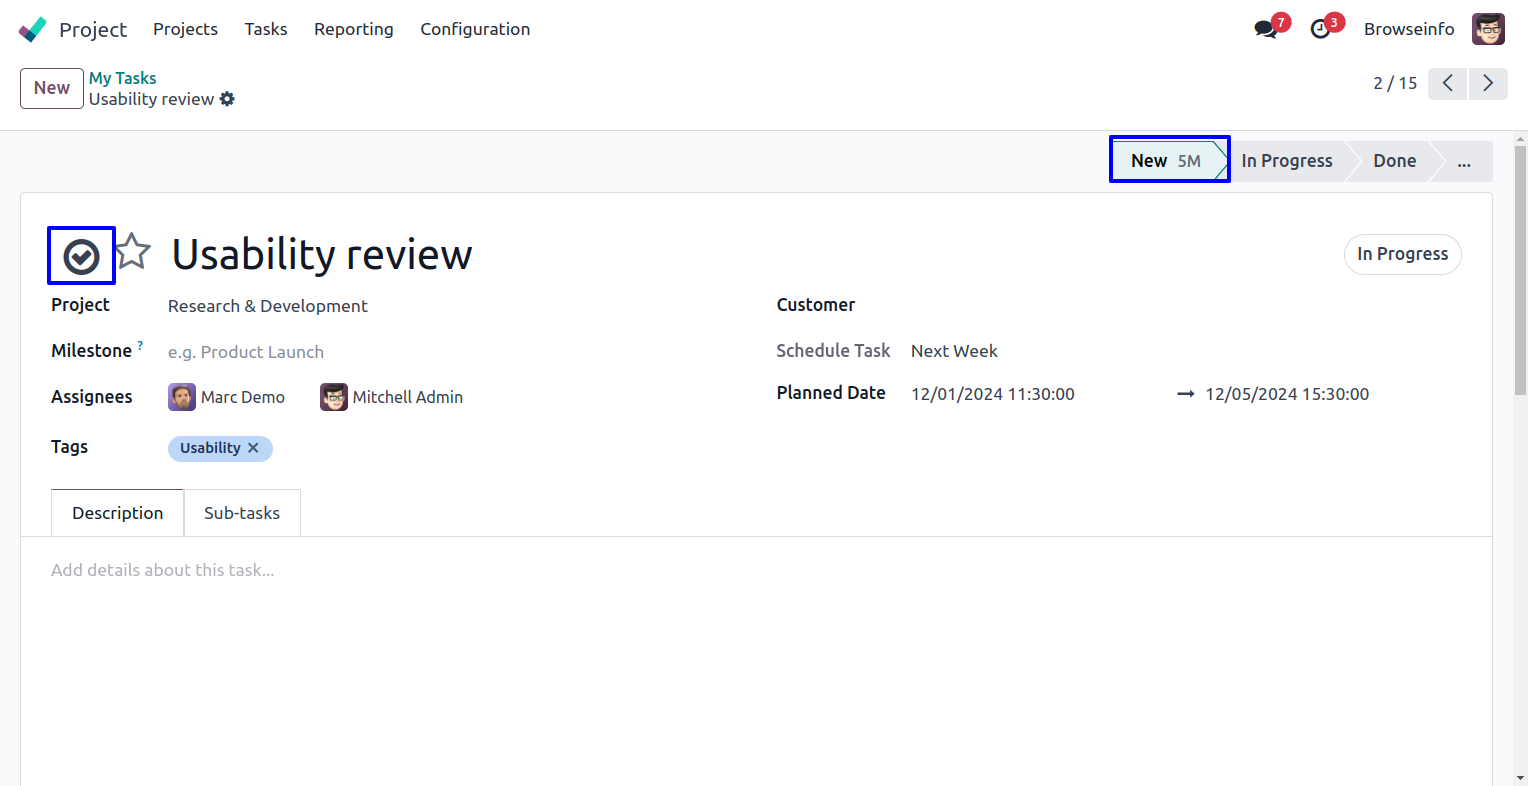 Project Projects Tasks Reporting Configuration 7 3 Browseinfo
New My Tasks
Usability review
2 / 15
New 5M In Progress Done ...
Usability review
In Progress
Project Research & Development
Customer
Milestone ? e.g. Product Launch
Schedule Task Next Week
Assignees Marc Demo Mitchell Admin
Planned Date 12/01/2024 11:30:00 → 12/05/2024 15:30:00
Tags Usability ✕
Description Sub-tasks
Add details about this task...